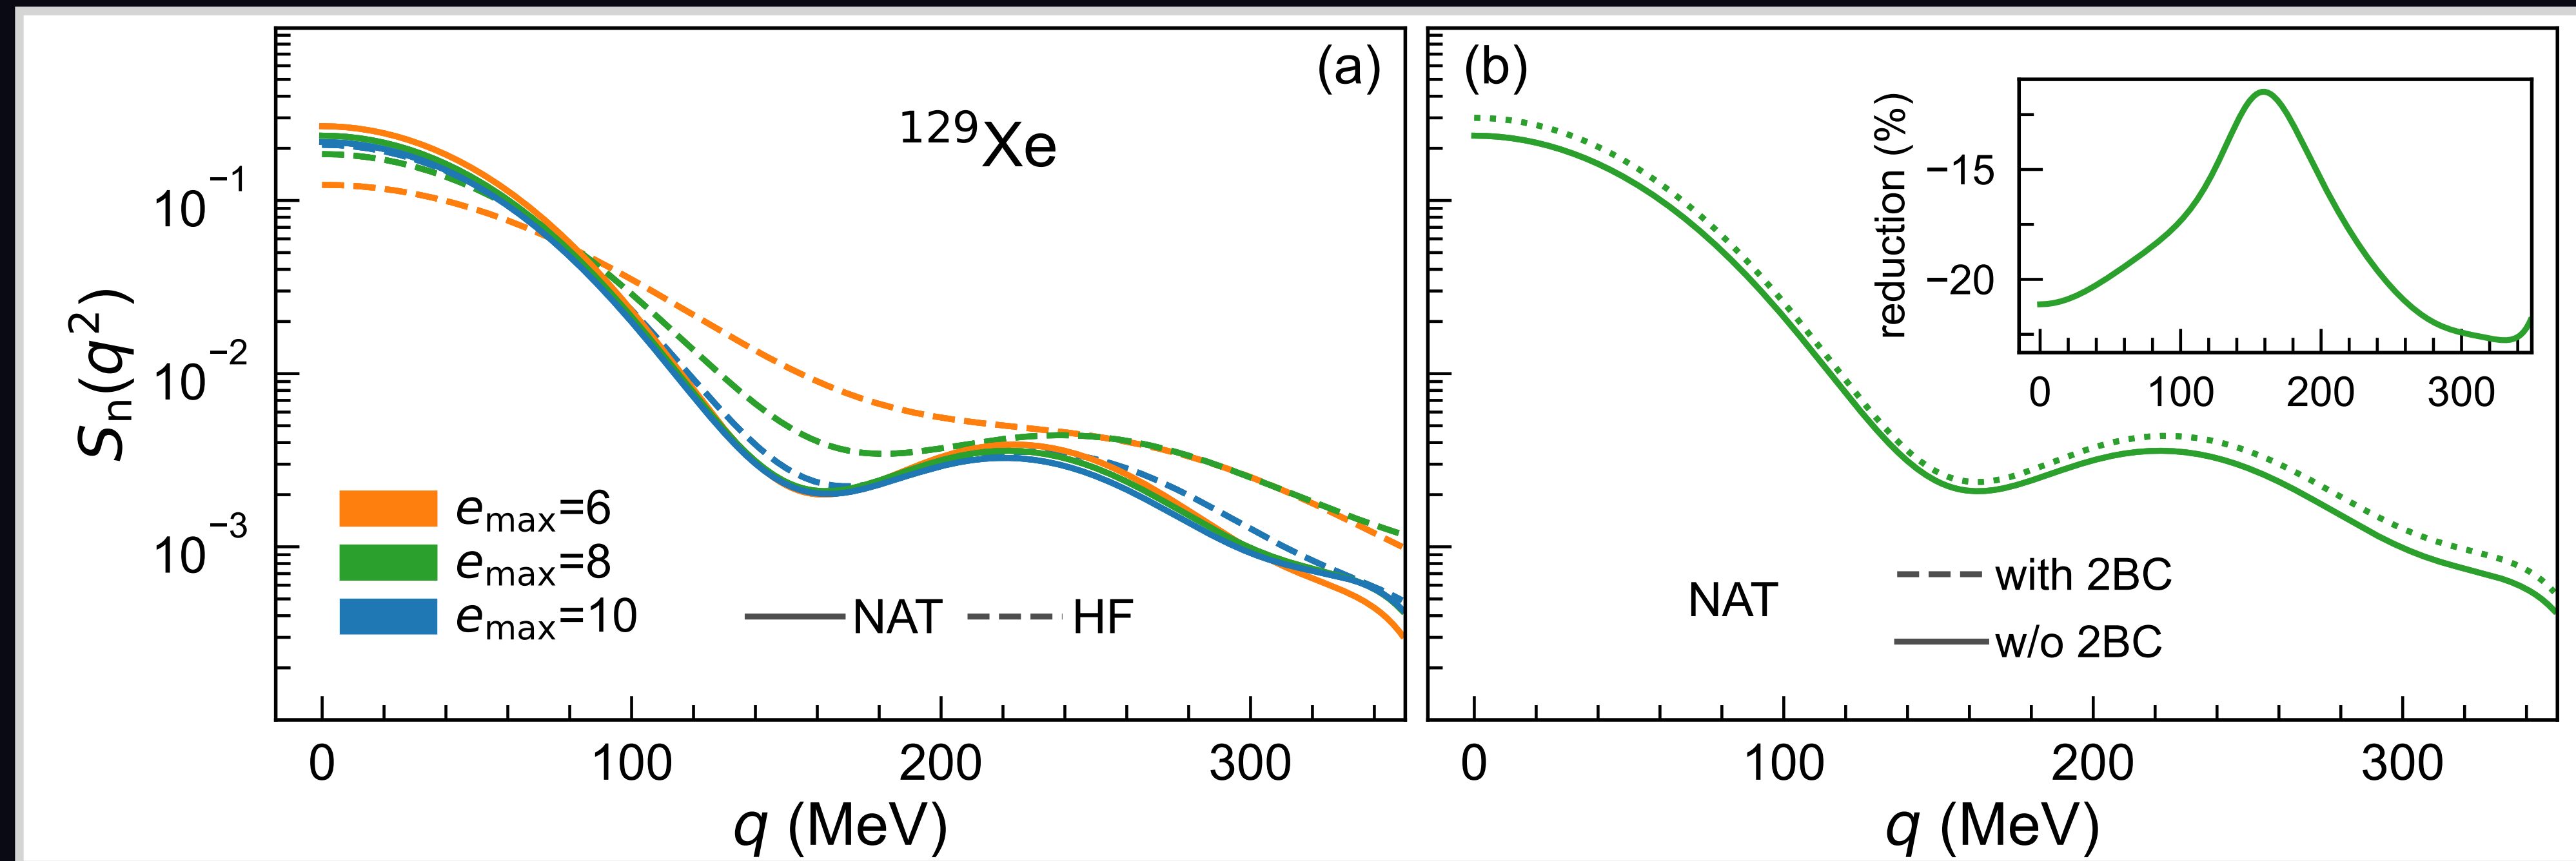 (a)
¹²⁹Xe
Sₙ(q²)
10⁻¹
10⁻²
10⁻³
eₘₐₓ=6
eₘₐₓ=8
eₘₐₓ=10
NAT HF
0 100 200 300
q (MeV)
(b)
reduction (%)
−15
−20
0 100 200 300
NAT
with 2BC
w/o 2BC
0 100 200 300
q (MeV)